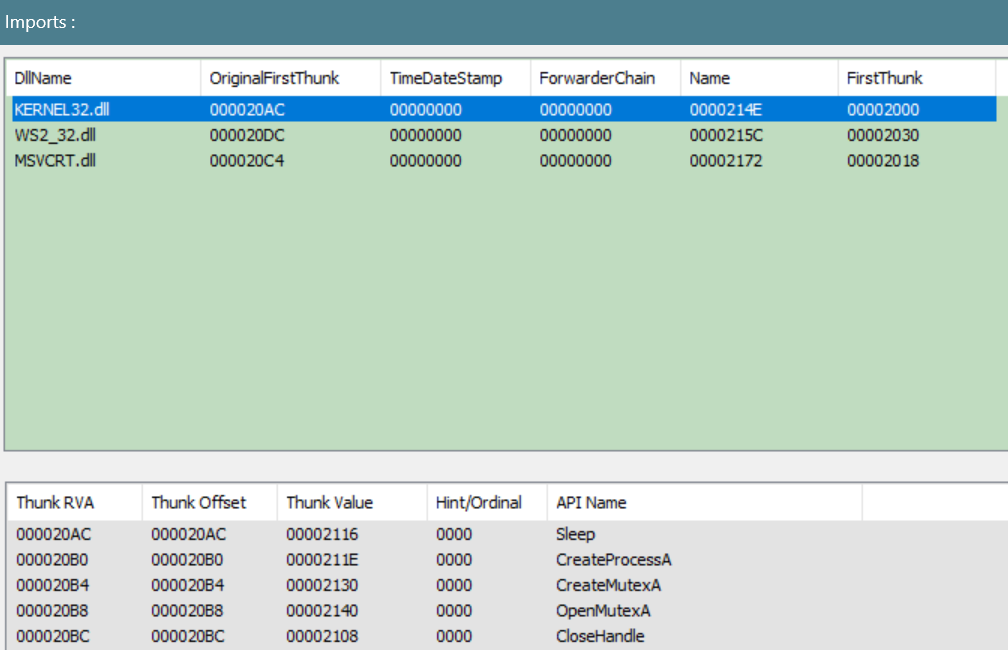 Imports :
DllName OriginalFirstThunk TimeDateStamp ForwarderChain Name FirstThunk
KERNEL32.dll 000020AC 00000000 00000000 0000214E 00002000
WS2_32.dll 000020DC 00000000 00000000 0000215C 00002030
MSVCRT.dll 000020C4 00000000 00000000 00002172 00002018
Thunk RVA Thunk Offset Thunk Value Hint/Ordinal API Name
000020AC 000020AC 00002116 0000 Sleep
000020B0 000020B0 0000211E 0000 CreateProcessA
000020B4 000020B4 00002130 0000 CreateMutexA
000020B8 000020B8 00002140 0000 OpenMutexA
000020BC 000020BC 00002108 0000 CloseHandle